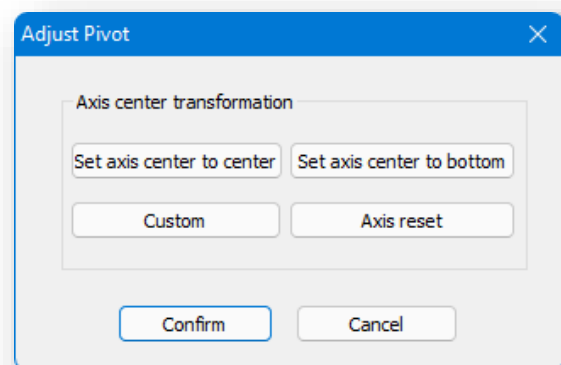 Adjust Pivot
Axis center transformation
Set axis center to center
Set axis center to bottom
Custom
Axis reset
Confirm
Cancel